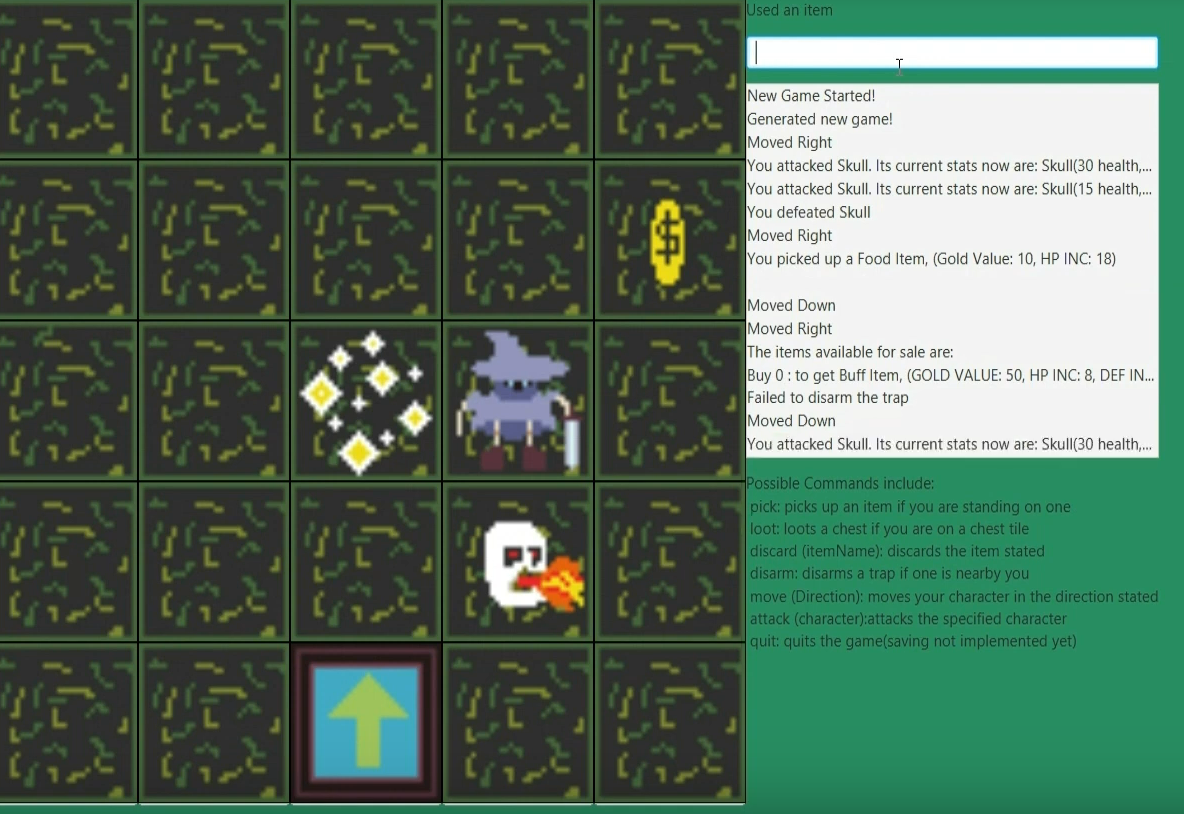 Used an item
New Game Started!
Generated new game!
Moved Right
You attacked Skull. Its current stats now are: Skull(30 health,...
You attacked Skull. Its current stats now are: Skull(15 health,...
You defeated Skull
Moved Right
You picked up a Food Item, (Gold Value: 10, HP INC: 18)
Moved Down
Moved Right
The items available for sale are:
Buy 0 : to get Buff Item, (GOLD VALUE: 50, HP INC: 8, DEF IN...
Failed to disarm the trap
Moved Down
You attacked Skull. Its current stats now are: Skull(30 health,...
Possible Commands include:
pick: picks up an item if you are standing on one
loot: loots a chest if you are on a chest tile
discard (itemName): discards the item stated
disarm: disarms a trap if one is nearby you
move (Direction): moves your character in the direction stated
attack (character):attacks the specified character
quit: quits the game(saving not implemented yet)
$